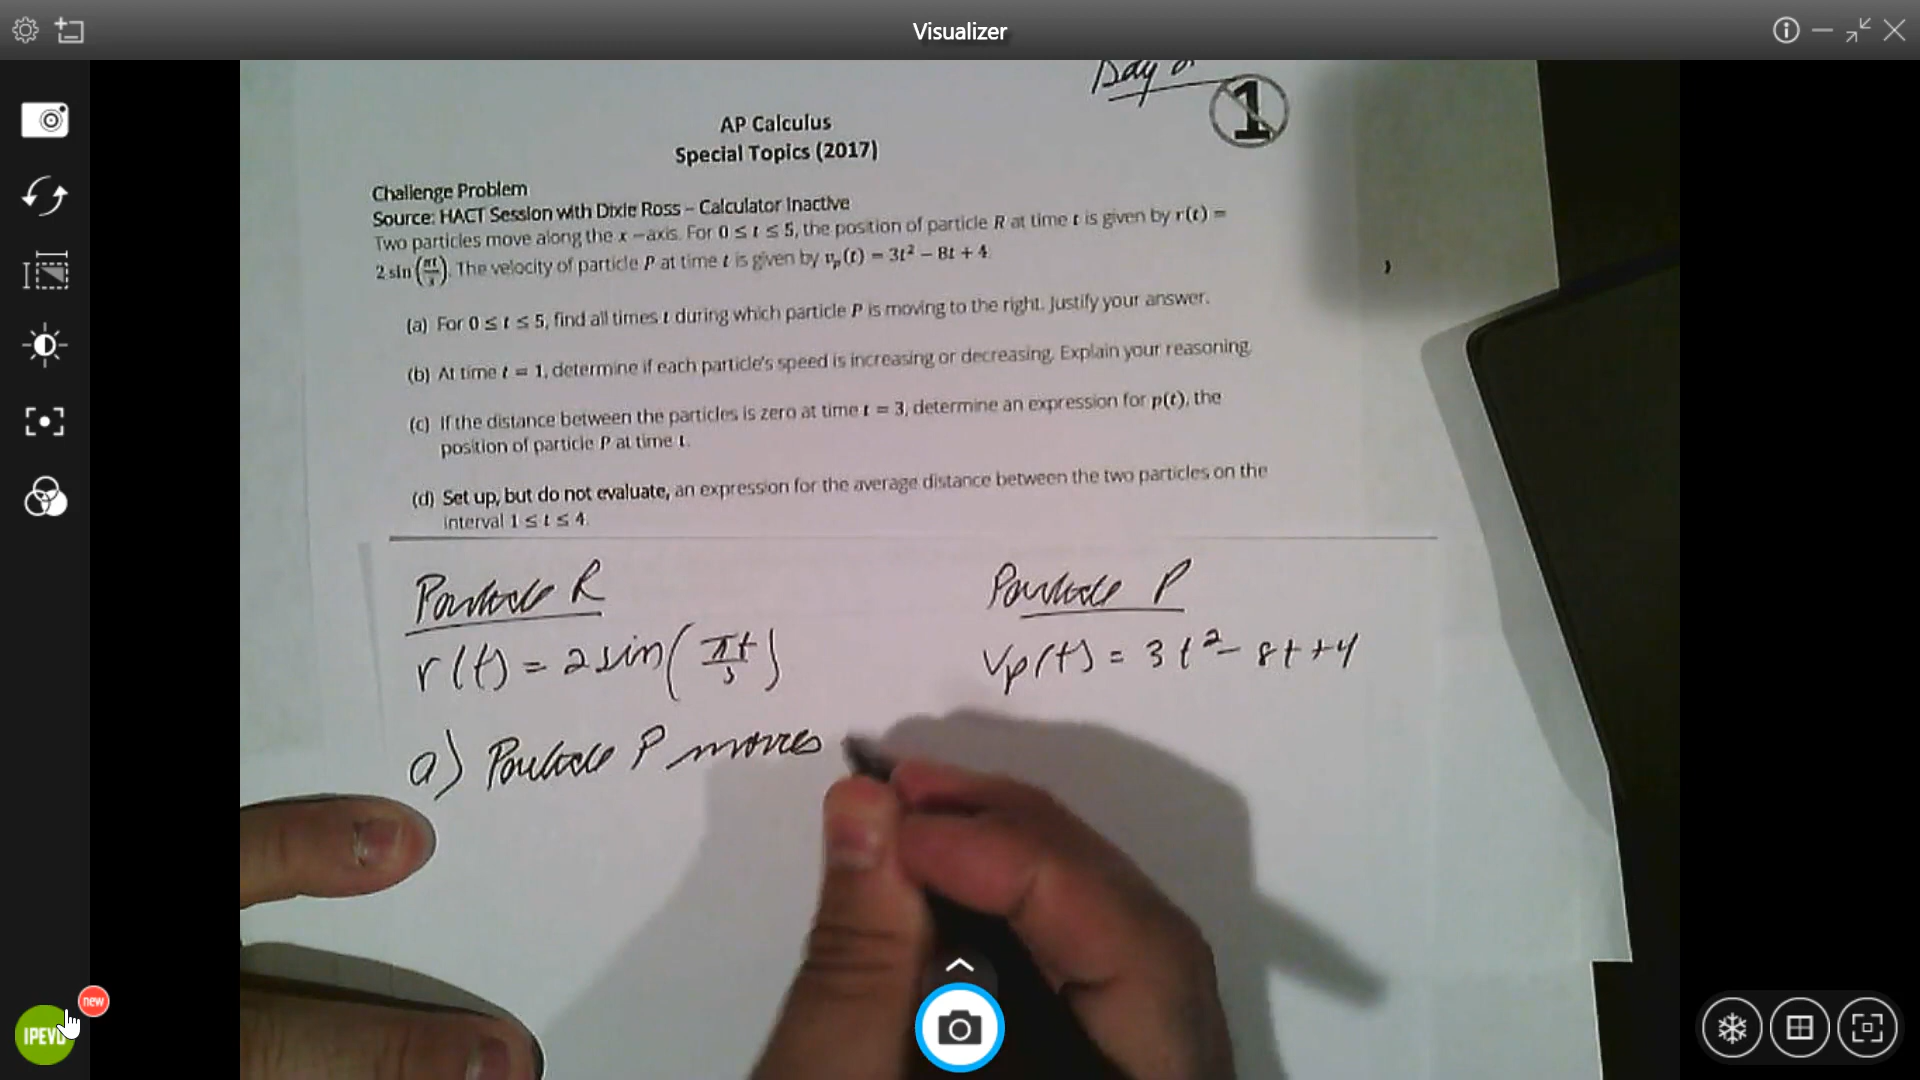 Visualizer
Day
1
AP Calculus
Special Topics (2017)
Challenge Problem
Source: HACT Session with Dixie Ross – Calculator Inactive
Two particles move along the x –axis. For 0 ≤ t ≤ 5, the position of particle R at time t is given by r(t) =
2 sin(πt/3). The velocity of particle P at time t is given by vₚ(t) = 3t² – 8t + 4.
(a) For 0 ≤ t ≤ 5, find all times t during which particle P is moving to the right. Justify your answer.
(b) At time t = 1, determine if each particle's speed is increasing or decreasing. Explain your reasoning.
(c) If the distance between the particles is zero at time t = 3, determine an expression for p(t), the
position of particle P at time t.
(d) Set up, but do not evaluate, an expression for the average distance between the two particles on the
interval 1 ≤ t ≤ 4.
Particle R
Particle P
r(t) = 2sin(πt/3)
vp(t) = 3t² - 8t + 4
a) Particle P moves
new
IPEVO